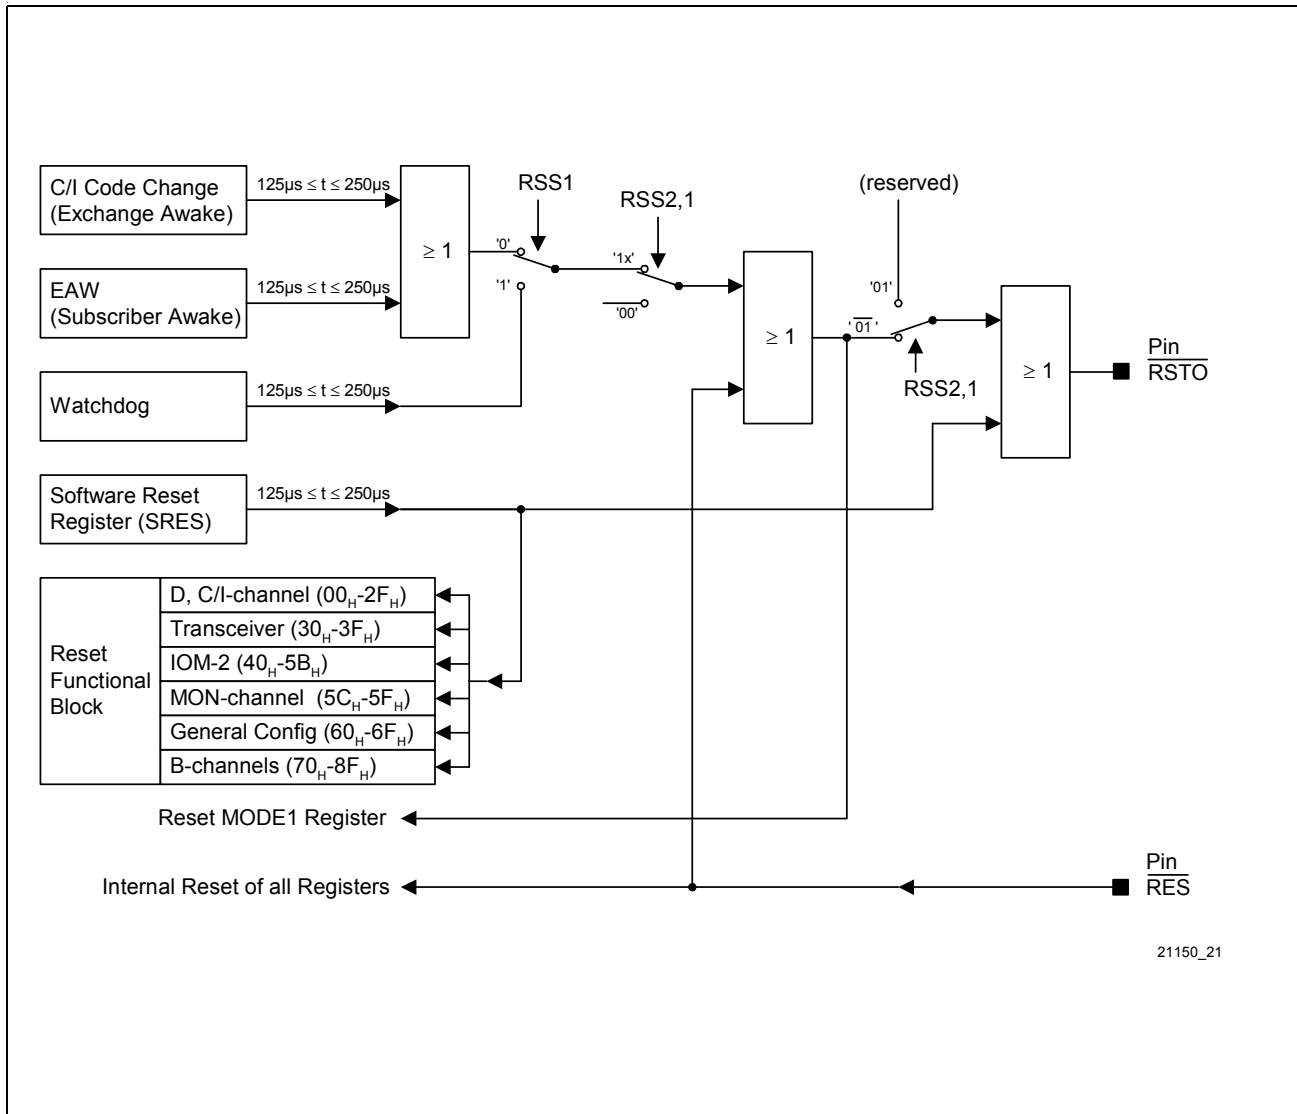 C/I Code Change
(Exchange Awake)
125µs ≤ t ≤ 250µs
EAW
(Subscriber Awake)
125µs ≤ t ≤ 250µs
Watchdog
125µs ≤ t ≤ 250µs
Software Reset
Register (SRES)
125µs ≤ t ≤ 250µs
≥ 1
RSS1
'0'
'1'
RSS2,1
'1x'
'00'
≥ 1
(reserved)
'01'
' 01 '
RSS2,1
≥ 1
Pin
RSTO
Reset
Functional
Block
D, C/I-channel (00H-2FH)
Transceiver (30H-3FH)
IOM-2 (40H-5BH)
MON-channel (5CH-5FH)
General Config (60H-6FH)
B-channels (70H-8FH)
Reset MODE1 Register
Internal Reset of all Registers
Pin
RES
21150_21